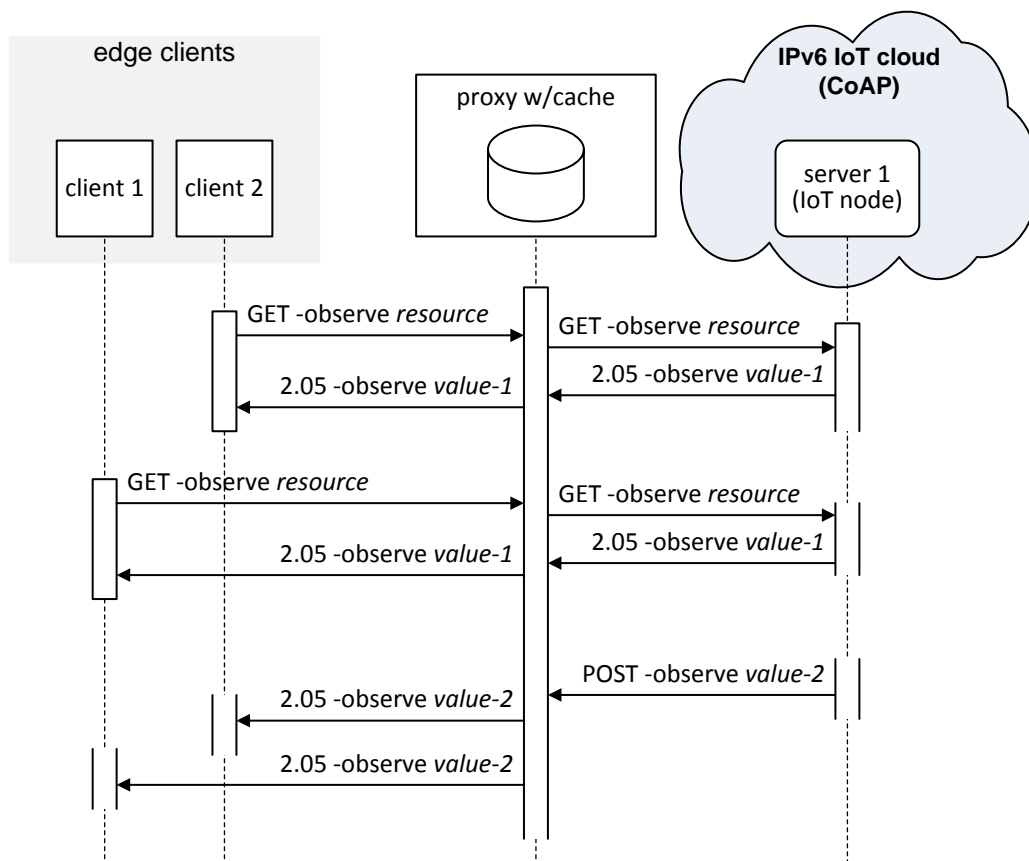 edge clients
IPv6 IoT cloud
(CoAP)
proxy w/cache
client 1
client 2
server 1
(IoT node)
GET -observe resource
GET -observe resource
2.05 -observe value-1
2.05 -observe value-1
GET -observe resource
GET -observe resource
2.05 -observe value-1
2.05 -observe value-1
POST -observe value-2
2.05 -observe value-2
2.05 -observe value-2